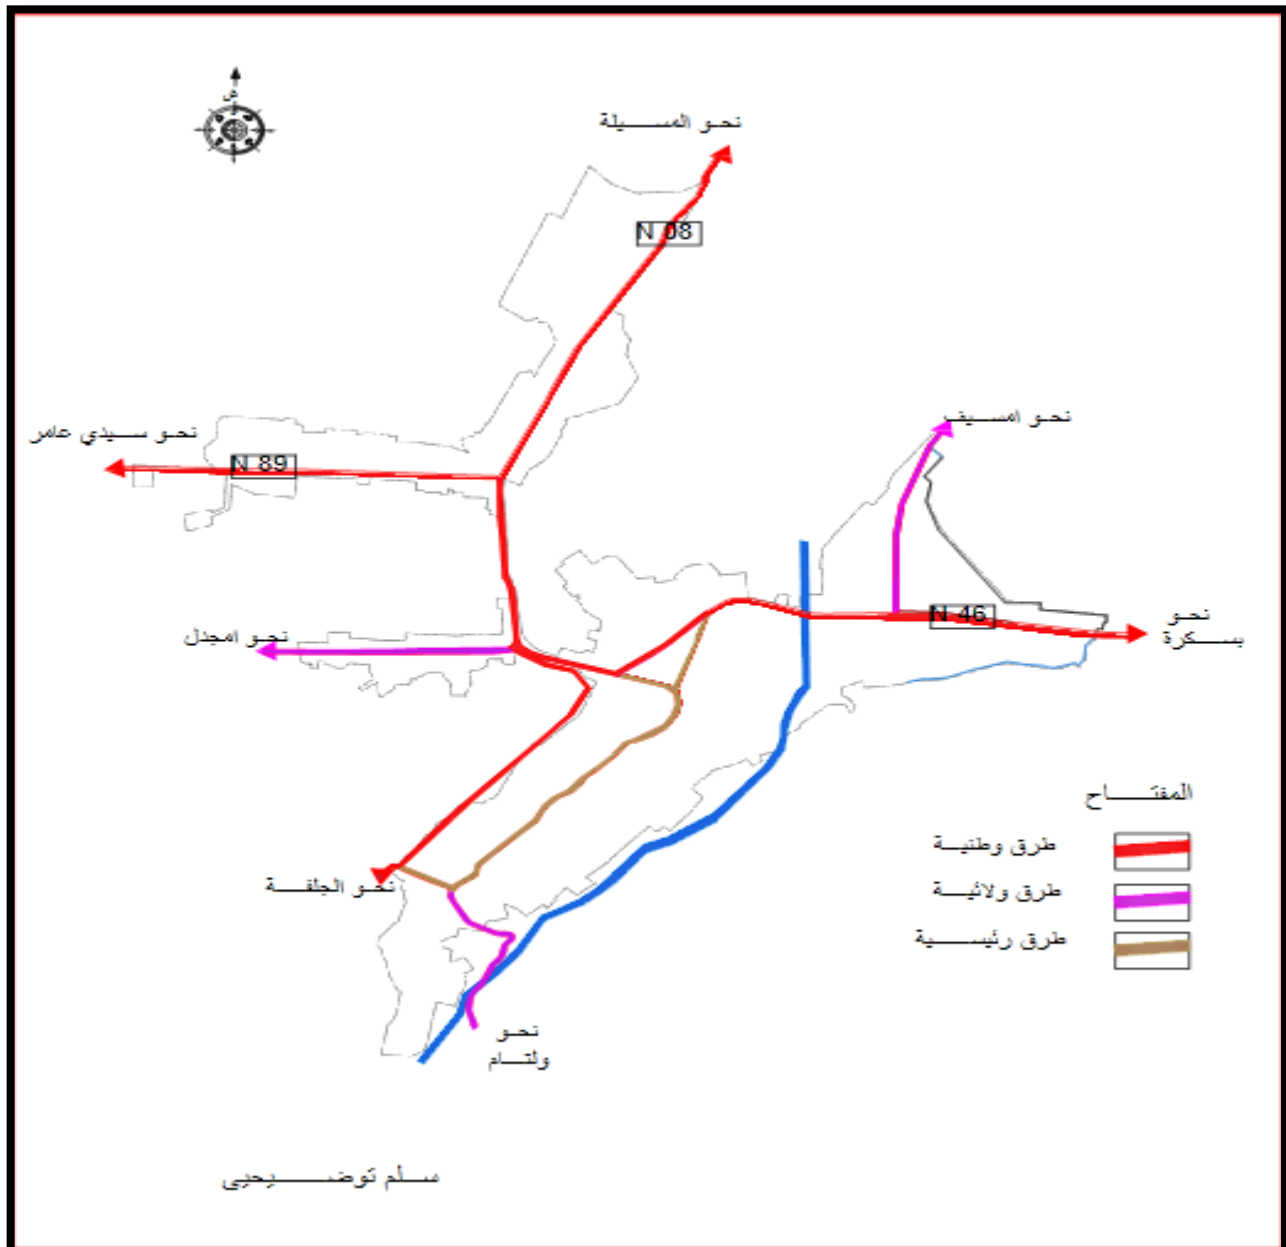 ش
نحو المسيلة
N 08
نحو امسيف
نحو سيدي عامر
N 89
N 46
نحو
بسكرة
نحو امجدل
المفتاح
طرق وطنية
طرق ولائية
طرق رئيسية
نحو الجلفة
نحو
ولتام
سلم توضيحي